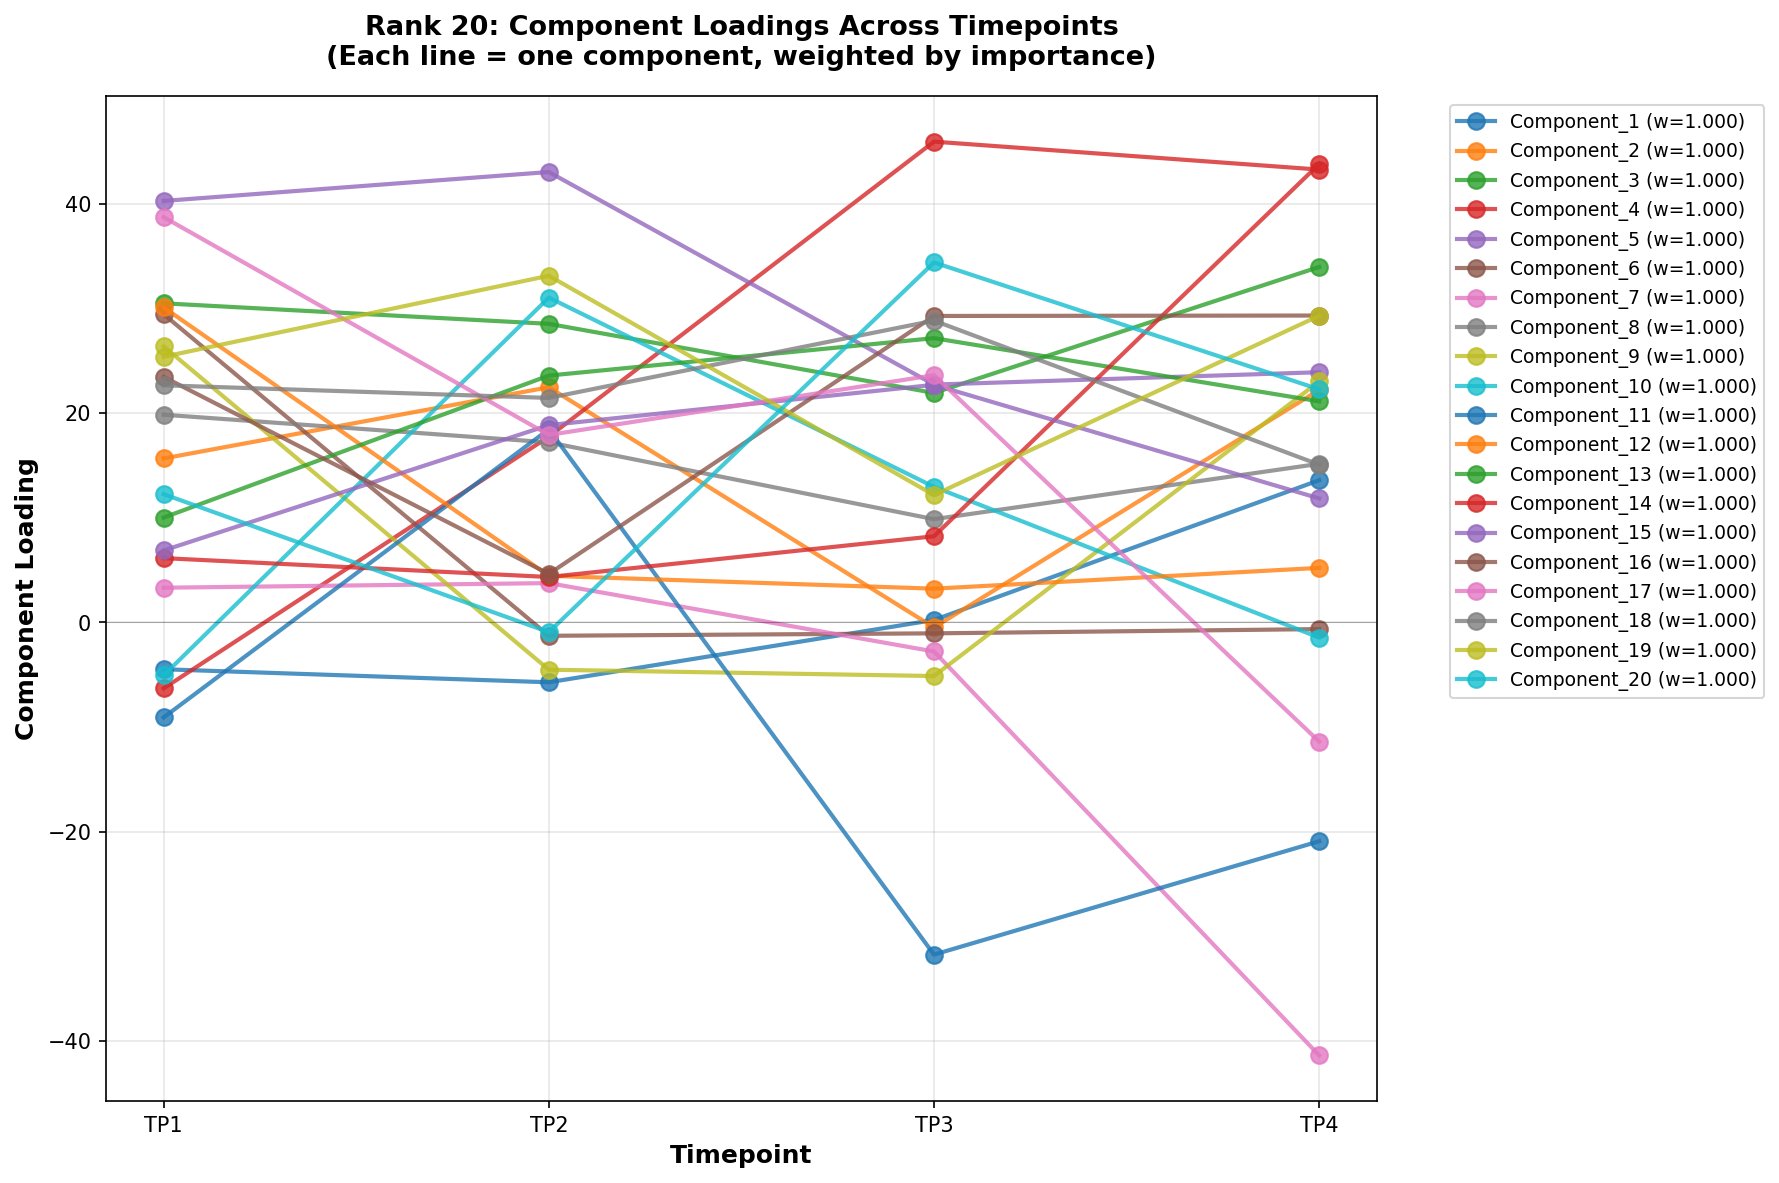 Rank 20: Component Loadings Across Timepoints
(Each line = one component, weighted by importance)
Component Loading
40
20
0
−20
−40
TP1
TP2
TP3
TP4
Timepoint
Component_1 (w=1.000)
Component_2 (w=1.000)
Component_3 (w=1.000)
Component_4 (w=1.000)
Component_5 (w=1.000)
Component_6 (w=1.000)
Component_7 (w=1.000)
Component_8 (w=1.000)
Component_9 (w=1.000)
Component_10 (w=1.000)
Component_11 (w=1.000)
Component_12 (w=1.000)
Component_13 (w=1.000)
Component_14 (w=1.000)
Component_15 (w=1.000)
Component_16 (w=1.000)
Component_17 (w=1.000)
Component_18 (w=1.000)
Component_19 (w=1.000)
Component_20 (w=1.000)